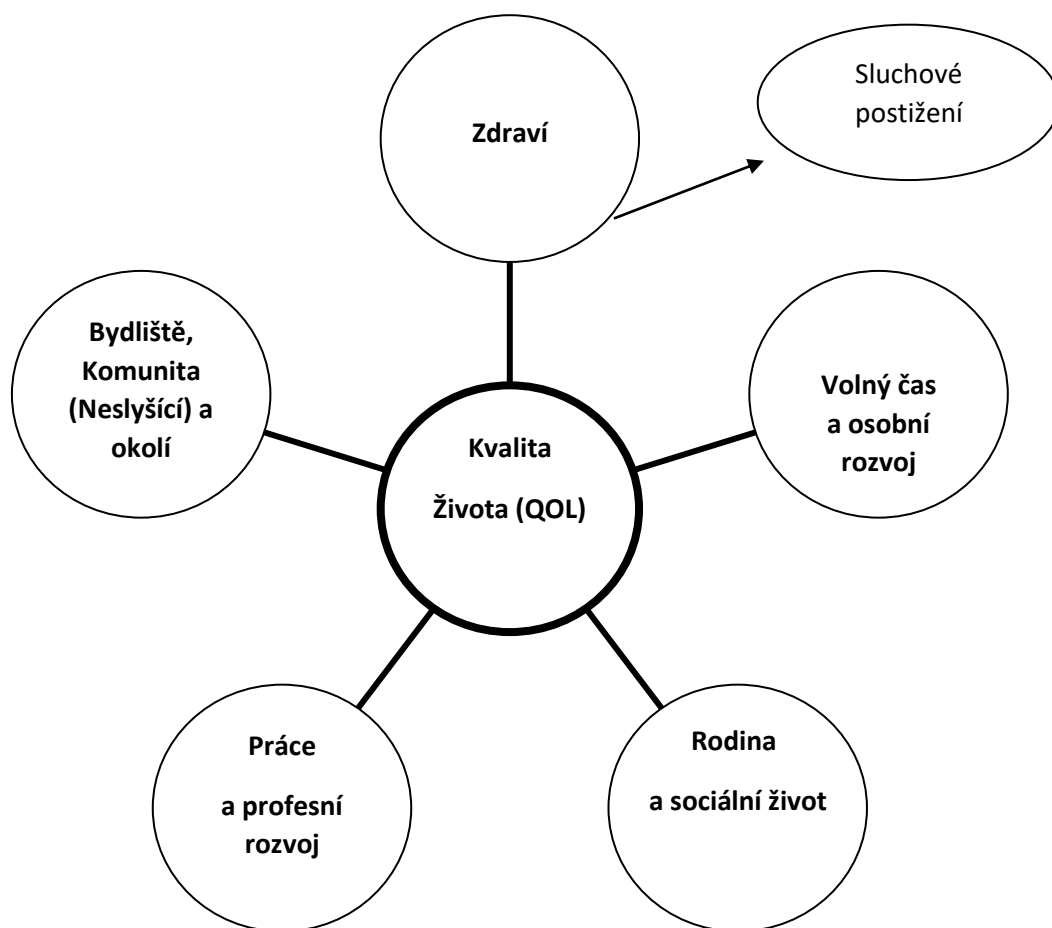 Zdraví
Sluchové
postižení
Bydliště,
Komunita
(Neslyšící) a
okolí
Volný čas
a osobní
rozvoj
Kvalita
Života (QOL)
Práce
a profesní
rozvoj
Rodina
a sociální život